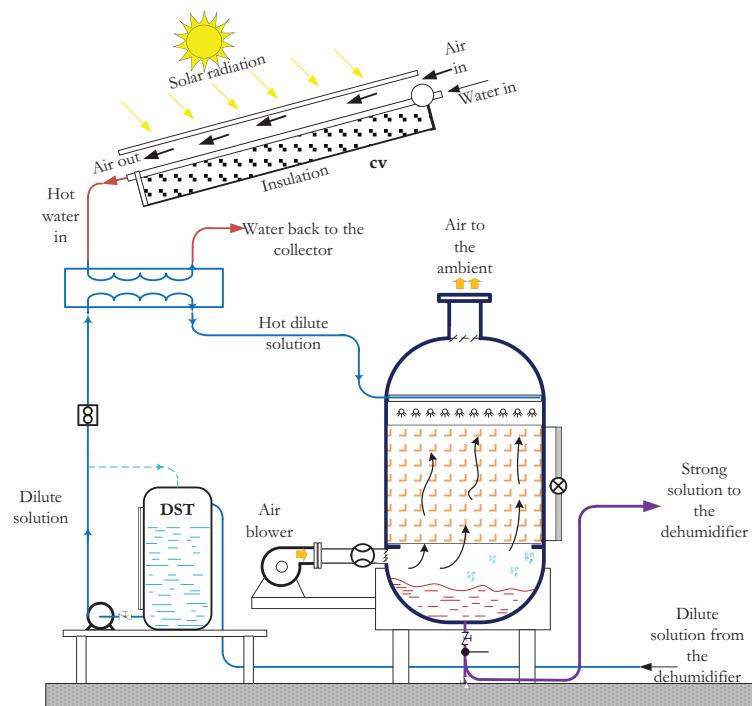 Solar radiation
Air
in
Water in
Air out
Insulation
cv
Hot
water
in
Water back to the
collector
Air to
the
ambient
Hot dilute
solution
Dilute
solution
DST
Air
blower
Strong
solution to
the
dehumidifier
Dilute
solution from
the
dehumidifier